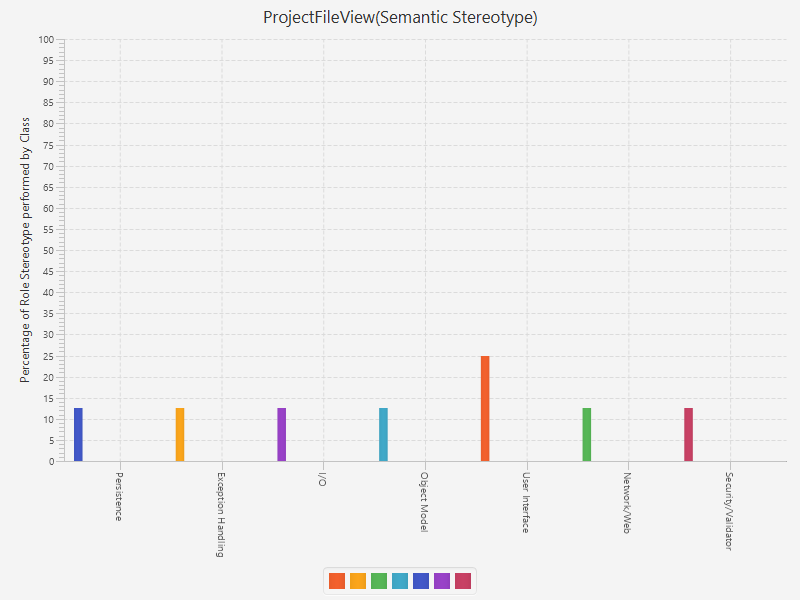 ProjectFileView(Semantic Stereotype)
Percentage of Role Stereotype performed by Class
100
95
90
85
80
75
70
65
60
55
50
45
40
35
30
25
20
15
10
5
0
Persistence
Exception Handling
I/O
Object Model
User Interface
Network/Web
Security/Validator